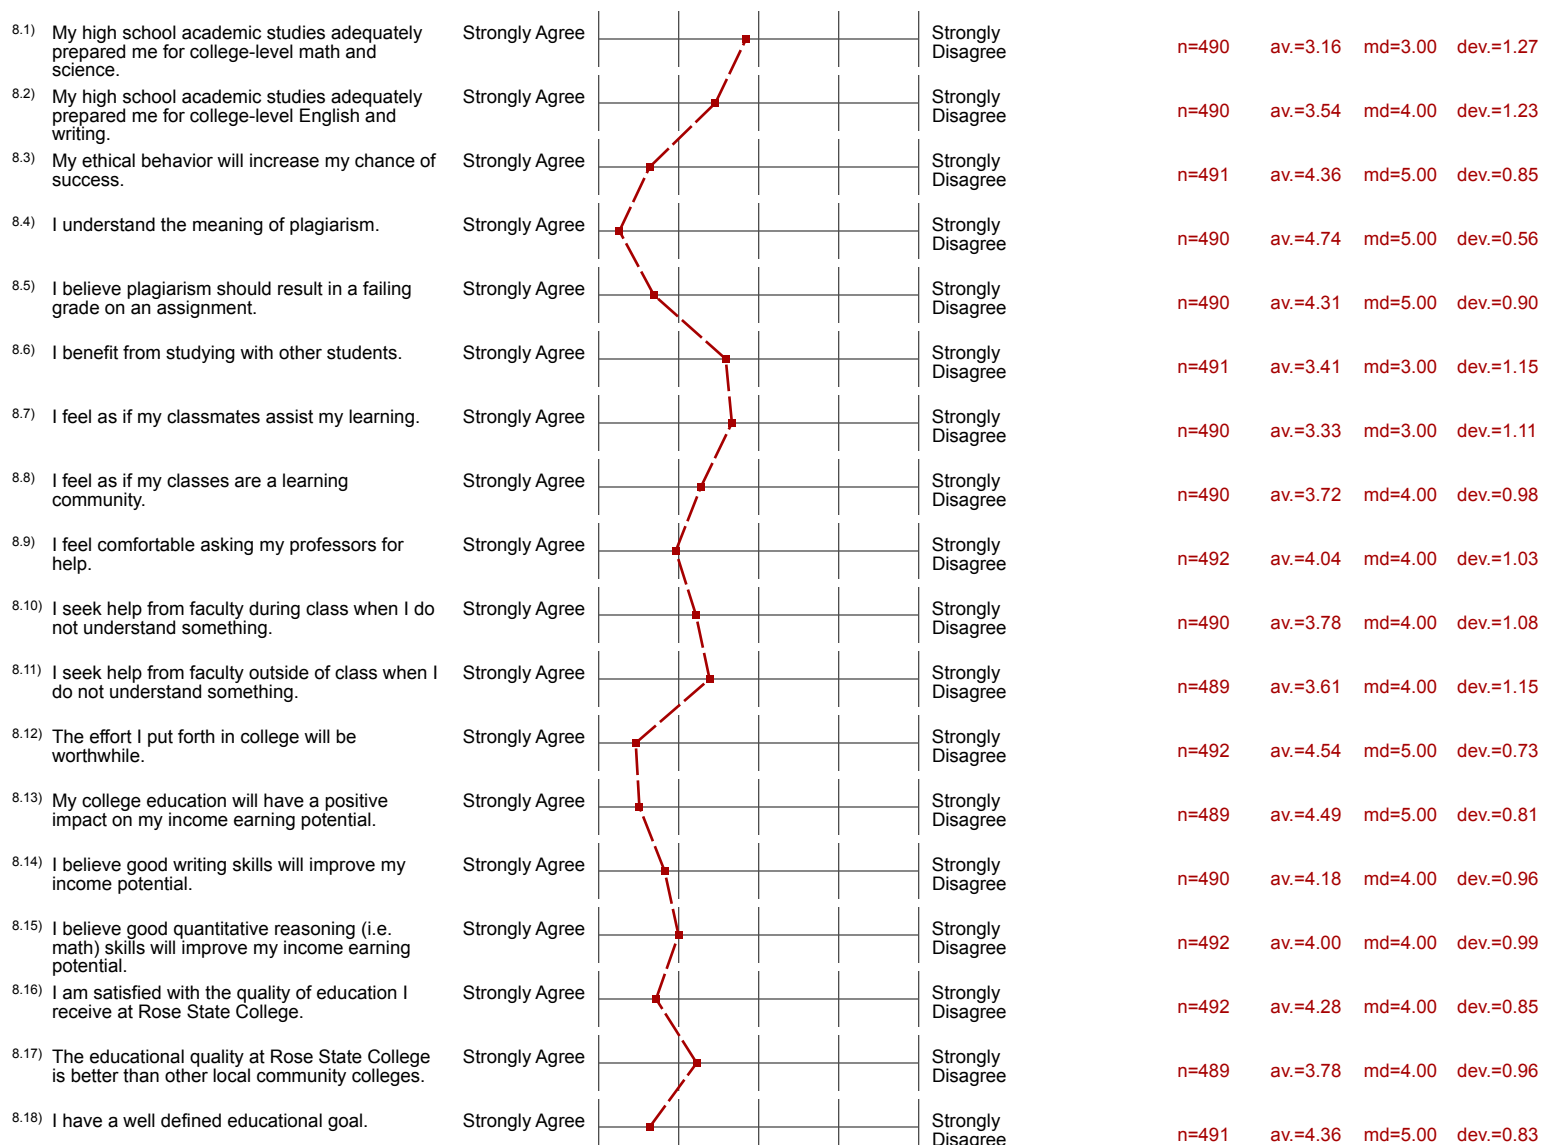 8.1) My high school academic studies adequately prepared me for college-level math and science. Strongly Agree Strongly Disagree n=490 av.=3.16 md=3.00 dev.=1.27
8.2) My high school academic studies adequately prepared me for college-level English and writing. Strongly Agree Strongly Disagree n=490 av.=3.54 md=4.00 dev.=1.23
8.3) My ethical behavior will increase my chance of success. Strongly Agree Strongly Disagree n=491 av.=4.36 md=5.00 dev.=0.85
8.4) I understand the meaning of plagiarism. Strongly Agree Strongly Disagree n=490 av.=4.74 md=5.00 dev.=0.56
8.5) I believe plagiarism should result in a failing grade on an assignment. Strongly Agree Strongly Disagree n=490 av.=4.31 md=5.00 dev.=0.90
8.6) I benefit from studying with other students. Strongly Agree Strongly Disagree n=491 av.=3.41 md=3.00 dev.=1.15
8.7) I feel as if my classmates assist my learning. Strongly Agree Strongly Disagree n=490 av.=3.33 md=3.00 dev.=1.11
8.8) I feel as if my classes are a learning community. Strongly Agree Strongly Disagree n=490 av.=3.72 md=4.00 dev.=0.98
8.9) I feel comfortable asking my professors for help. Strongly Agree Strongly Disagree n=492 av.=4.04 md=4.00 dev.=1.03
8.10) I seek help from faculty during class when I do not understand something. Strongly Agree Strongly Disagree n=490 av.=3.78 md=4.00 dev.=1.08
8.11) I seek help from faculty outside of class when I do not understand something. Strongly Agree Strongly Disagree n=489 av.=3.61 md=4.00 dev.=1.15
8.12) The effort I put forth in college will be worthwhile. Strongly Agree Strongly Disagree n=492 av.=4.54 md=5.00 dev.=0.73
8.13) My college education will have a positive impact on my income earning potential. Strongly Agree Strongly Disagree n=489 av.=4.49 md=5.00 dev.=0.81
8.14) I believe good writing skills will improve my income potential. Strongly Agree Strongly Disagree n=490 av.=4.18 md=4.00 dev.=0.96
8.15) I believe good quantitative reasoning (i.e. math) skills will improve my income earning potential. Strongly Agree Strongly Disagree n=492 av.=4.00 md=4.00 dev.=0.99
8.16) I am satisfied with the quality of education I receive at Rose State College. Strongly Agree Strongly Disagree n=492 av.=4.28 md=4.00 dev.=0.85
8.17) The educational quality at Rose State College is better than other local community colleges. Strongly Agree Strongly Disagree n=489 av.=3.78 md=4.00 dev.=0.96
8.18) I have a well defined educational goal. Strongly Agree Strongly Disagree n=491 av.=4.36 md=5.00 dev.=0.83